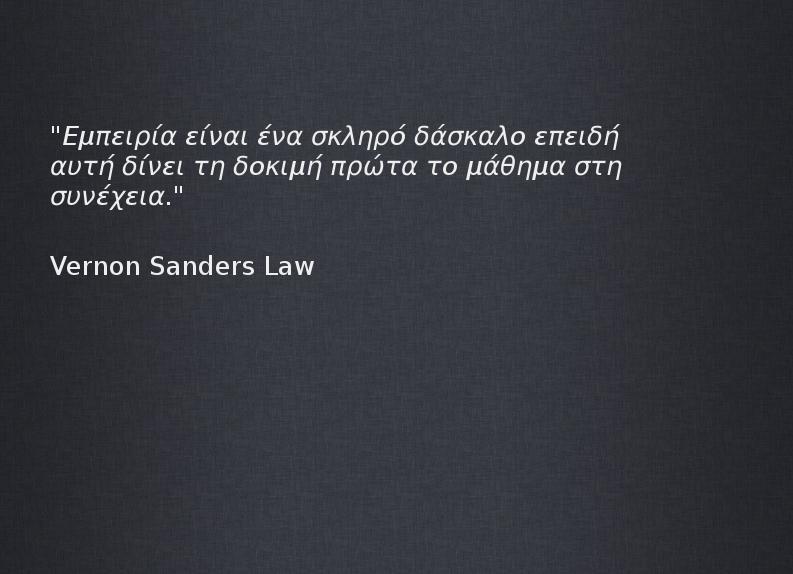 "Εμπειρία είναι ένα σκληρό δάσκαλο επειδή
αυτή δίνει τη δοκιμή πρώτα το μάθημα στη
συνέχεια."
Vernon Sanders Law